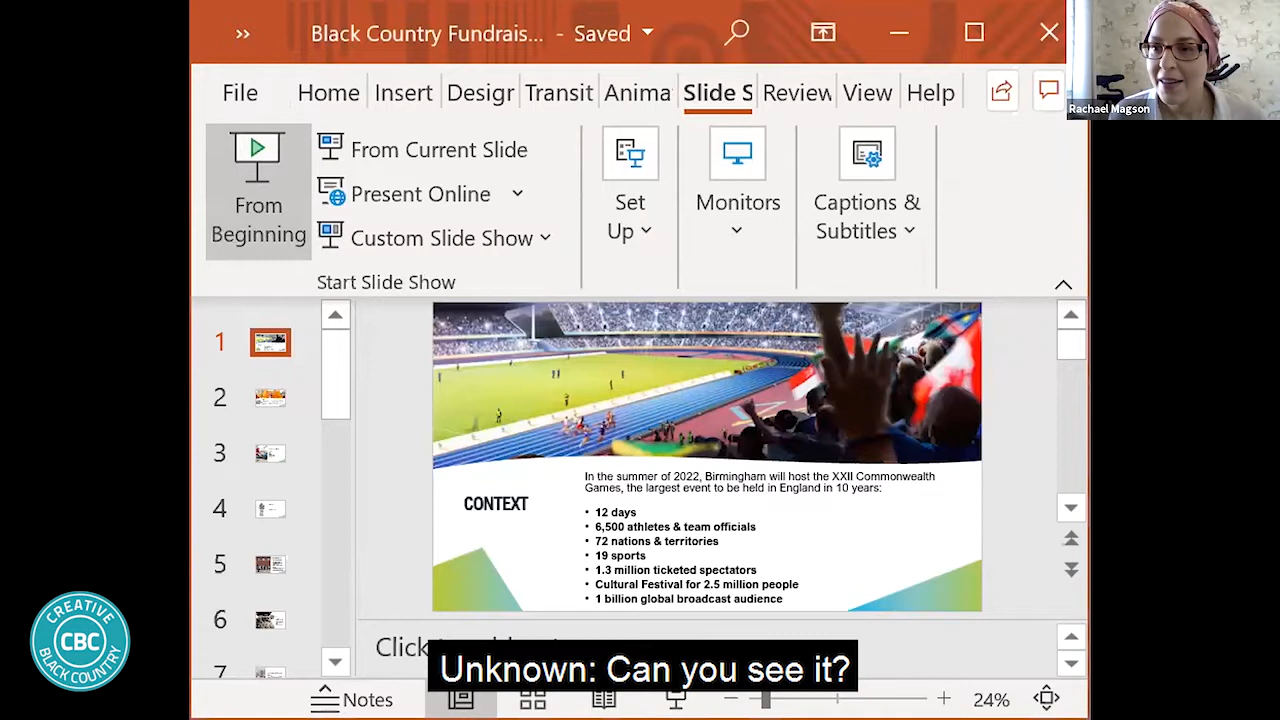 Black Country Fundrais... - Saved
Rachael Magson
File Home Insert Desigr Transit Anima Slide S Review View Help
From Beginning
From Current Slide
Present Online
Custom Slide Show
Start Slide Show
Set Up
Monitors
Captions & Subtitles
1
2
3
4
5
6
7
In the summer of 2022, Birmingham will host the XXII Commonwealth
Games, the largest event to be held in England in 10 years:
CONTEXT
• 12 days
• 6,500 athletes & team officials
• 72 nations & territories
• 19 sports
• 1.3 million ticketed spectators
• Cultural Festival for 2.5 million people
• 1 billion global broadcast audience
Click
Unknown: Can you see it?
Notes
24%
CREATIVE
CBC
BLACK COUNTRY